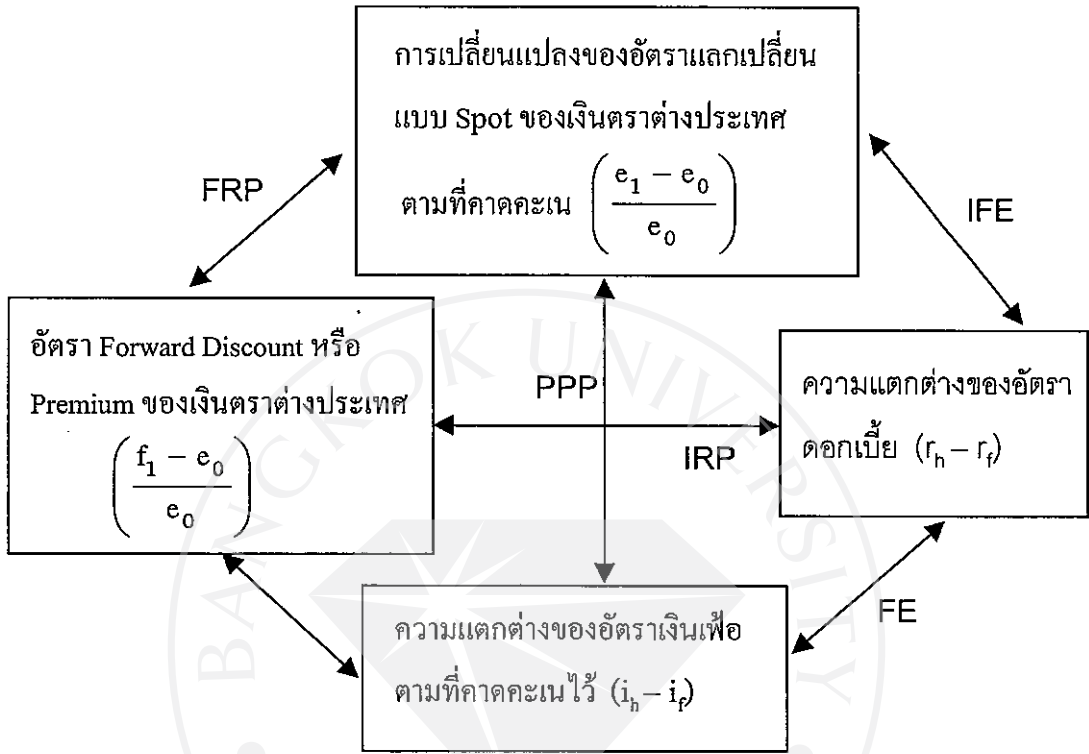 การเปลี่ยนแปลงของอัตราแลกเปลี่ยน
แบบ Spot ของเงินตราต่างประเทศ
ตามที่คาดคะเน (e₁ − e₀ / e₀)
FRP
IFE
อัตรา Forward Discount หรือ
Premium ของเงินตราต่างประเทศ
(f₁ − e₀ / e₀)
PPP
IRP
ความแตกต่างของอัตรา
ดอกเบี้ย (r_h − r_f)
FE
ความแตกต่างของอัตราเงินเฟ้อ
ตามที่คาดคะเนไว้ (i_h − i_f)
BANGKOK UNIVERSITY